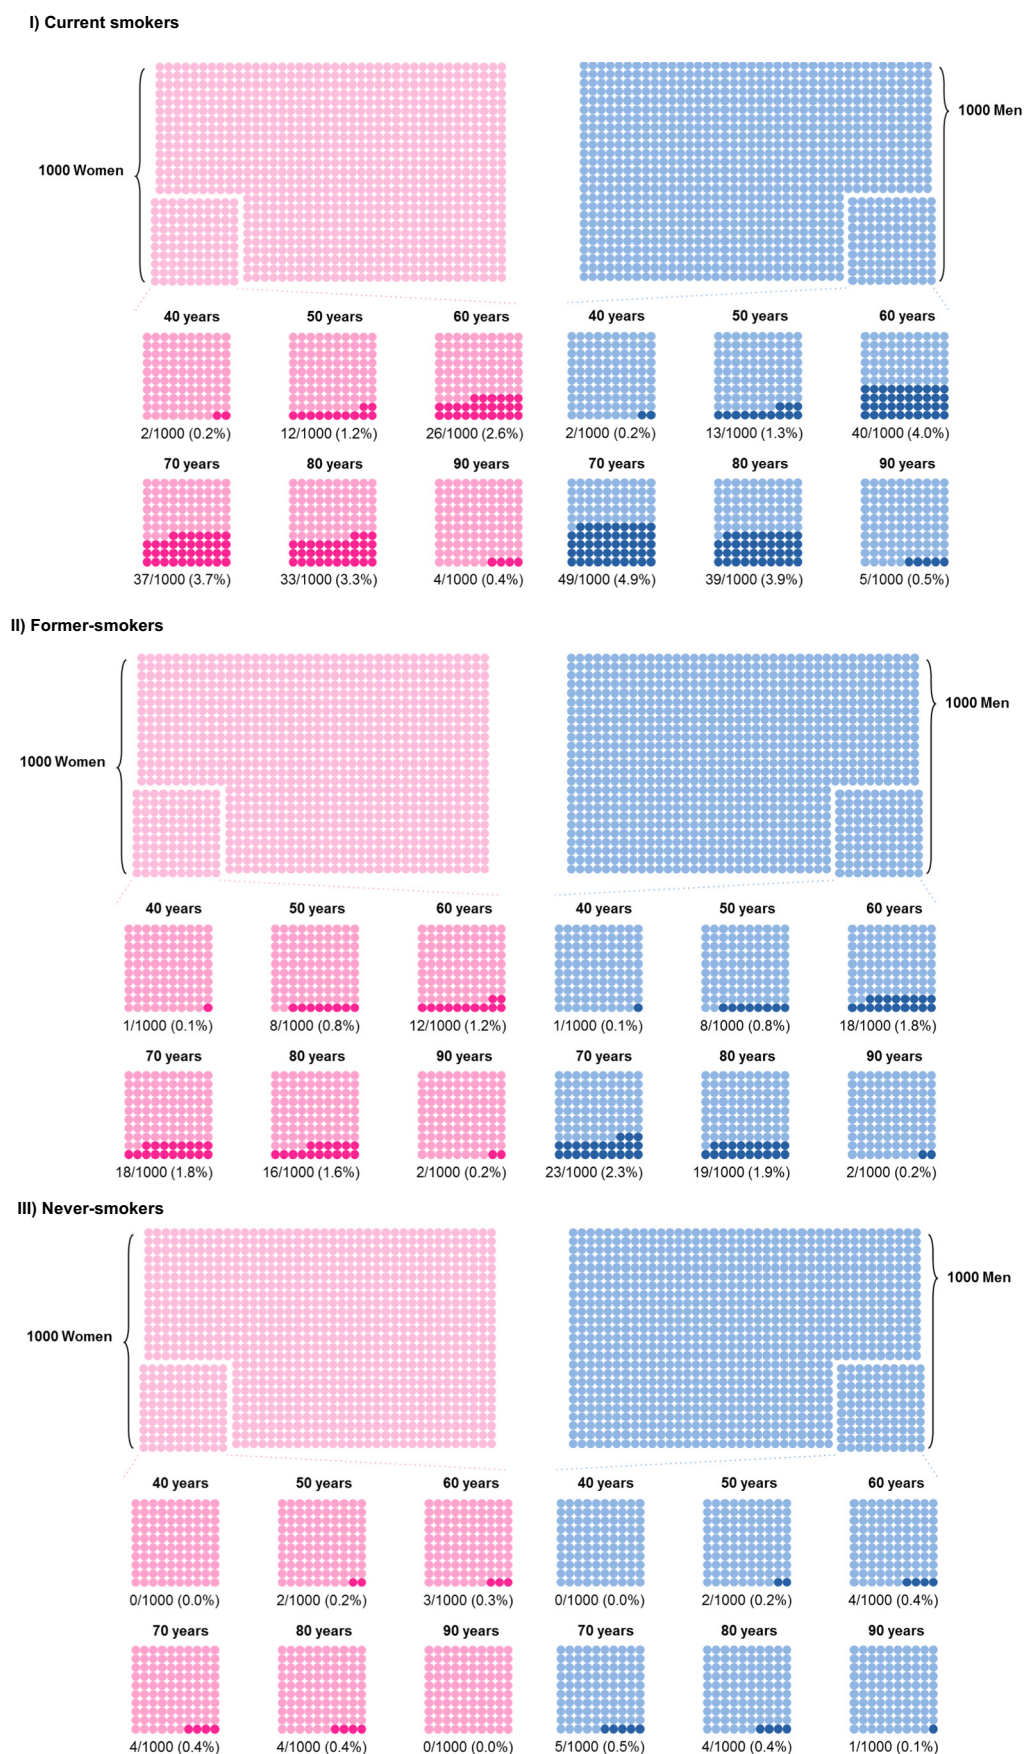 I) Current smokers
1000 Women
1000 Men
40 years 50 years 60 years 40 years 50 years 60 years
2/1000 (0.2%) 12/1000 (1.2%) 26/1000 (2.6%) 2/1000 (0.2%) 13/1000 (1.3%) 40/1000 (4.0%)
70 years 80 years 90 years 70 years 80 years 90 years
37/1000 (3.7%) 33/1000 (3.3%) 4/1000 (0.4%) 49/1000 (4.9%) 39/1000 (3.9%) 5/1000 (0.5%)
II) Former-smokers
1000 Women
1000 Men
40 years 50 years 60 years 40 years 50 years 60 years
1/1000 (0.1%) 8/1000 (0.8%) 12/1000 (1.2%) 1/1000 (0.1%) 8/1000 (0.8%) 18/1000 (1.8%)
70 years 80 years 90 years 70 years 80 years 90 years
18/1000 (1.8%) 16/1000 (1.6%) 2/1000 (0.2%) 23/1000 (2.3%) 19/1000 (1.9%) 2/1000 (0.2%)
III) Never-smokers
1000 Women
1000 Men
40 years 50 years 60 years 40 years 50 years 60 years
0/1000 (0.0%) 2/1000 (0.2%) 3/1000 (0.3%) 0/1000 (0.0%) 2/1000 (0.2%) 4/1000 (0.4%)
70 years 80 years 90 years 70 years 80 years 90 years
4/1000 (0.4%) 4/1000 (0.4%) 0/1000 (0.0%) 5/1000 (0.5%) 4/1000 (0.4%) 1/1000 (0.1%)